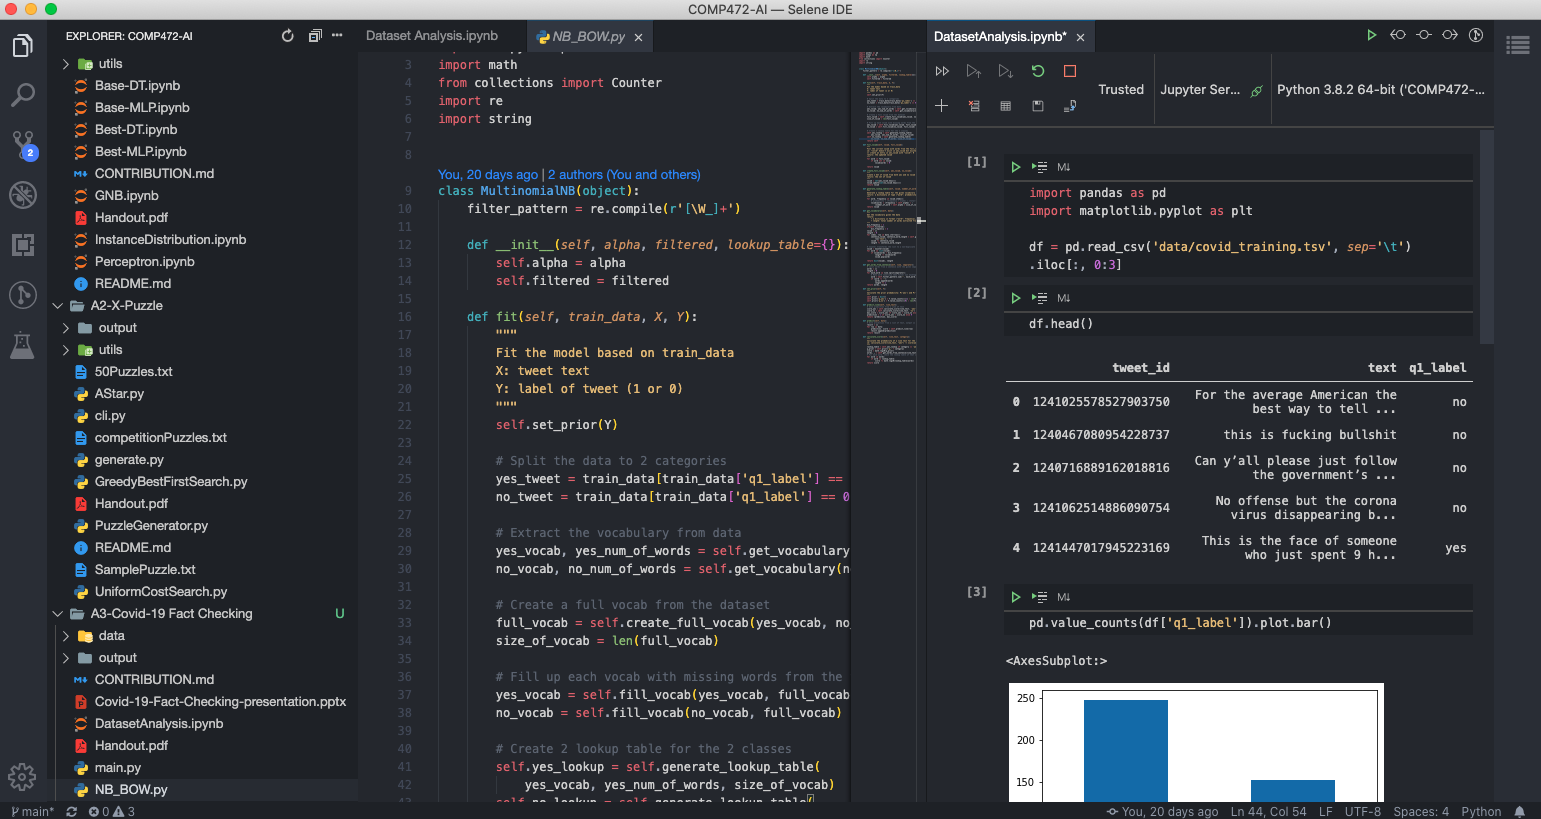 COMP472-AI — Selene IDE
EXPLORER: COMP472-AI
utils
Base-DT.ipynb
Base-MLP.ipynb
Best-DT.ipynb
Best-MLP.ipynb
CONTRIBUTION.md
GNB.ipynb
Handout.pdf
InstanceDistribution.ipynb
Perceptron.ipynb
README.md
A2-X-Puzzle
output
utils
50Puzzles.txt
AStar.py
cli.py
competitionPuzzles.txt
generate.py
GreedyBestFirstSearch.py
Handout.pdf
PuzzleGenerator.py
README.md
SamplePuzzle.txt
UniformCostSearch.py
A3-Covid-19 Fact Checking U
data
output
CONTRIBUTION.md
Covid-19-Fact-Checking-presentation.pptx
DatasetAnalysis.ipynb
Handout.pdf
main.py
NB_BOW.py
2
Dataset Analysis.ipynb
NB_BOW.py
3 import math
4 from collections import Counter
5 import re
6 import string
7
8
You, 20 days ago | 2 authors (You and others)
9 class MultinomialNB(object):
10 filter_pattern = re.compile(r'[\W_]+')
11
12 def __init__(self, alpha, filtered, lookup_table={}):
13 self.alpha = alpha
14 self.filtered = filtered
15
16 def fit(self, train_data, X, Y):
17 """
18 Fit the model based on train_data
19 X: tweet text
20 Y: label of tweet (1 or 0)
21 """
22 self.set_prior(Y)
23
24 # Split the data to 2 categories
25 yes_tweet = train_data[train_data['q1_label'] ==
26 no_tweet = train_data[train_data['q1_label'] == 0
27
28 # Extract the vocabulary from data
29 yes_vocab, yes_num_of_words = self.get_vocabulary
30 no_vocab, no_num_of_words = self.get_vocabulary(n
31
32 # Create a full vocab from the dataset
33 full_vocab = self.create_full_vocab(yes_vocab, no_
34 size_of_vocab = len(full_vocab)
35
36 # Fill up each vocab with missing words from the
37 yes_vocab = self.fill_vocab(yes_vocab, full_vocab
38 no_vocab = self.fill_vocab(no_vocab, full_vocab)
39
40 # Create 2 lookup table for the 2 classes
41 self.yes_lookup = self.generate_lookup_table(
42 yes_vocab, yes_num_of_words, size_of_vocab)
43 self.no_lookup = self.generate_lookup_table(
DatasetAnalysis.ipynb*
Trusted
Jupyter Ser...
Python 3.8.2 64-bit ('COMP472-...
[1]
M↓
import pandas as pd
import matplotlib.pyplot as plt
df = pd.read_csv('data/covid_training.tsv', sep='\t')
.iloc[:, 0:3]
[2]
M↓
df.head()
tweet_id text q1_label
0 1241025578527903750 For the average American the best way to tell ... no
1 1240467080954228737 this is fucking bullshit no
2 1240716889162018816 Can y’all please just follow the government’s ... no
3 1241062514886090754 No offense but the corona virus disappearing b... no
4 1241447017945223169 This is the face of someone who just spent 9 h... yes
[3]
M↓
pd.value_counts(df['q1_label']).plot.bar()
<AxesSubplot:>
250
200
150
main*
0
3
You, 20 days ago
Ln 44, Col 54
LF
UTF-8
Spaces: 4
Python